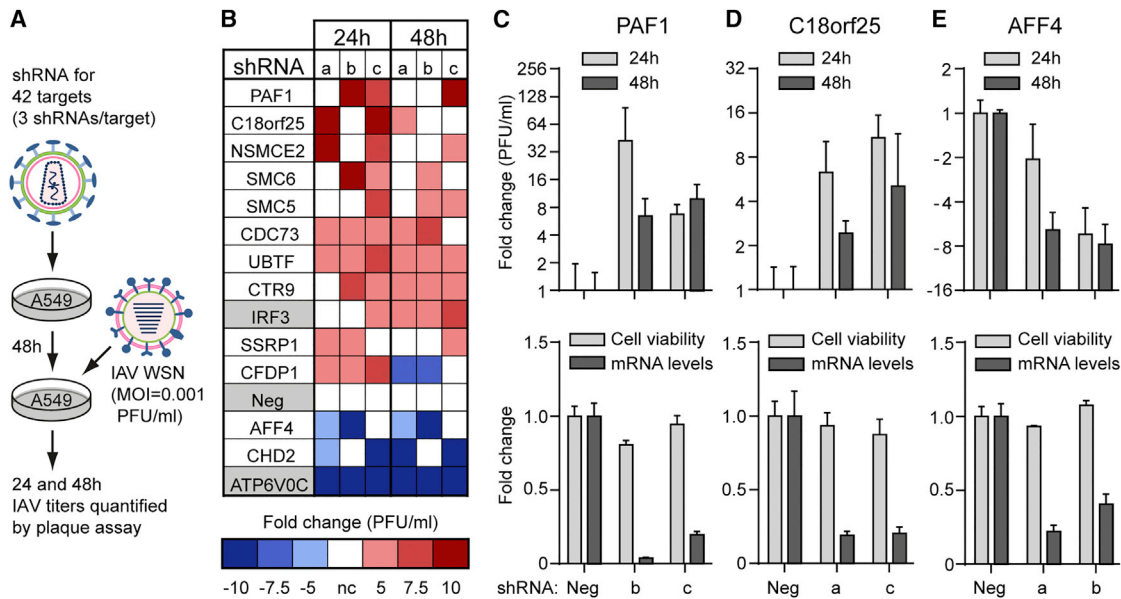 A
shRNA for
42 targets
(3 shRNAs/target)
A549
48h
IAV WSN
(MOI=0.001
PFU/ml)
A549
24 and 48h
IAV titers quantified
by plaque assay
B
24h 48h
shRNA a b c a b c
PAF1
C18orf25
NSMCE2
SMC6
SMC5
CDC73
UBTF
CTR9
IRF3
SSRP1
CFDP1
Neg
AFF4
CHD2
ATP6V0C
Fold change (PFU/ml)
-10 -7.5 -5 nc 5 7.5 10
C
PAF1
24h
48h
Fold change (PFU/ml)
256
128
64
32
16
8
4
2
1
Cell viability
mRNA levels
Fold change
1.5
1.0
0.5
0
shRNA: Neg b c
D
C18orf25
24h
48h
32
16
8
4
2
1
Cell viability
mRNA levels
1.5
1.0
0.5
0
Neg a c
E
AFF4
24h
48h
2
1
-2
-4
-8
-16
Cell viability
mRNA levels
1.5
1.0
0.5
0
Neg a b